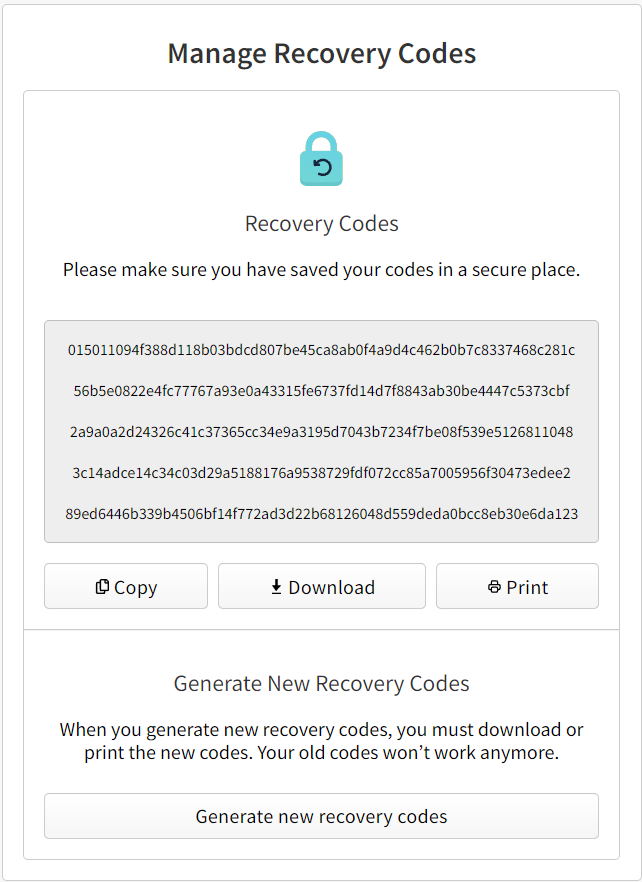 Manage Recovery Codes
Recovery Codes
Please make sure you have saved your codes in a secure place.
015011094f388d118b03bdcd807be45ca8ab0f4a9d4c462b0b7c8337468c281c
56b5e0822e4fc77767a93e0a43315fe6737fd14d7f8843ab30be4447c5373cbf
2a9a0a2d24326c41c37365cc34e9a3195d7043b7234f7be08f539e5126811048
3c14adce14c34c03d29a5188176a9538729fdf072cc85a7005956f30473edee2
89ed6446b339b4506bf14f772ad3d22b68126048d559deda0bcc8eb30e6da123
Copy
Download
Print
Generate New Recovery Codes
When you generate new recovery codes, you must download or
print the new codes. Your old codes won’t work anymore.
Generate new recovery codes